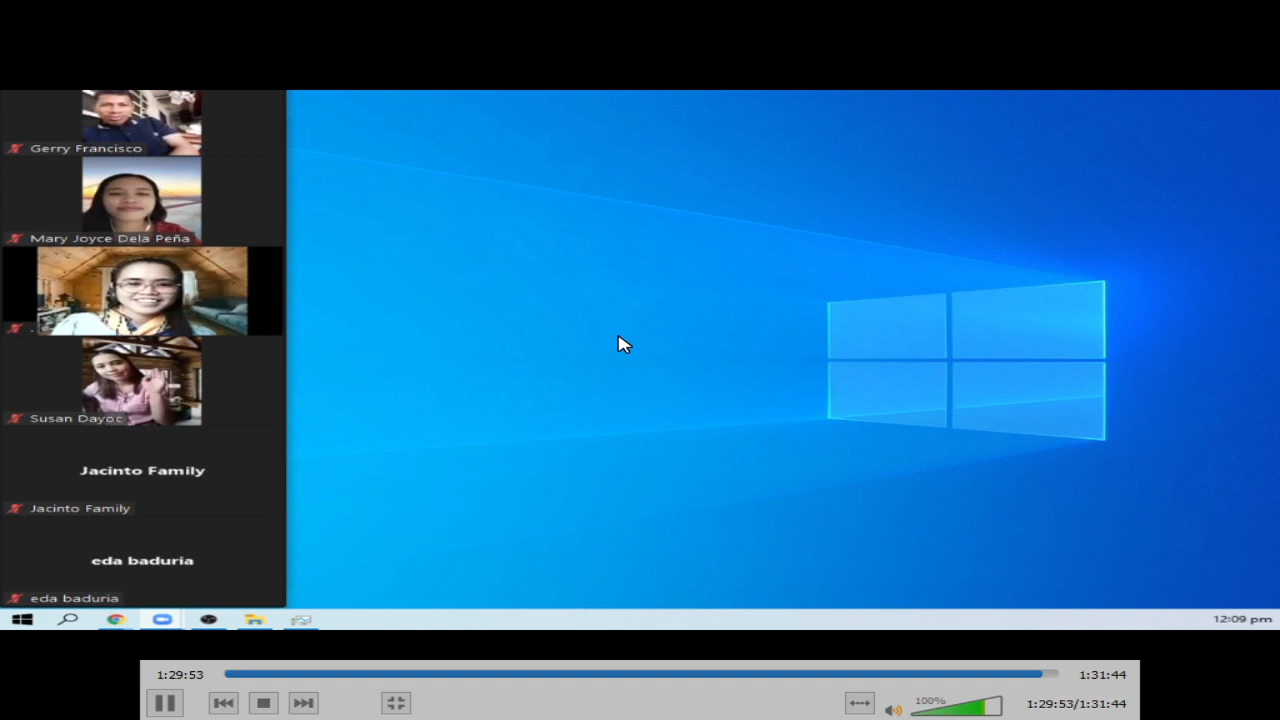 Gerry Francisco
Mary Joyce Dela Peña
.
Susan Dayoc
Jacinto Family
Jacinto Family
eda baduria
eda baduria
12:09 pm
1:29:53
1:31:44
100%
1:29:53/1:31:44